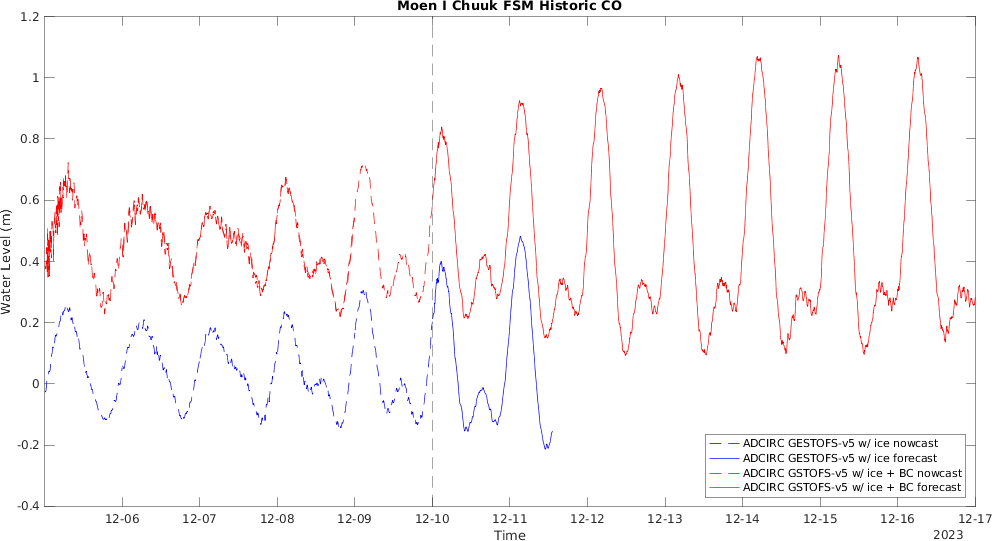 Moen I Chuuk FSM Historic CO
1.2
1
0.8
0.6
0.4
0.2
0
-0.2
-0.4
Water Level (m)
ADCIRC GESTOFS-v5 w/ ice nowcast
ADCIRC GESTOFS-v5 w/ ice forecast
ADCIRC GSTOFS-v5 w/ ice + BC nowcast
ADCIRC GSTOFS-v5 w/ ice + BC forecast
12-06 12-07 12-08 12-09 12-10 12-11 12-12 12-13 12-14 12-15 12-16 12-17
Time
2023